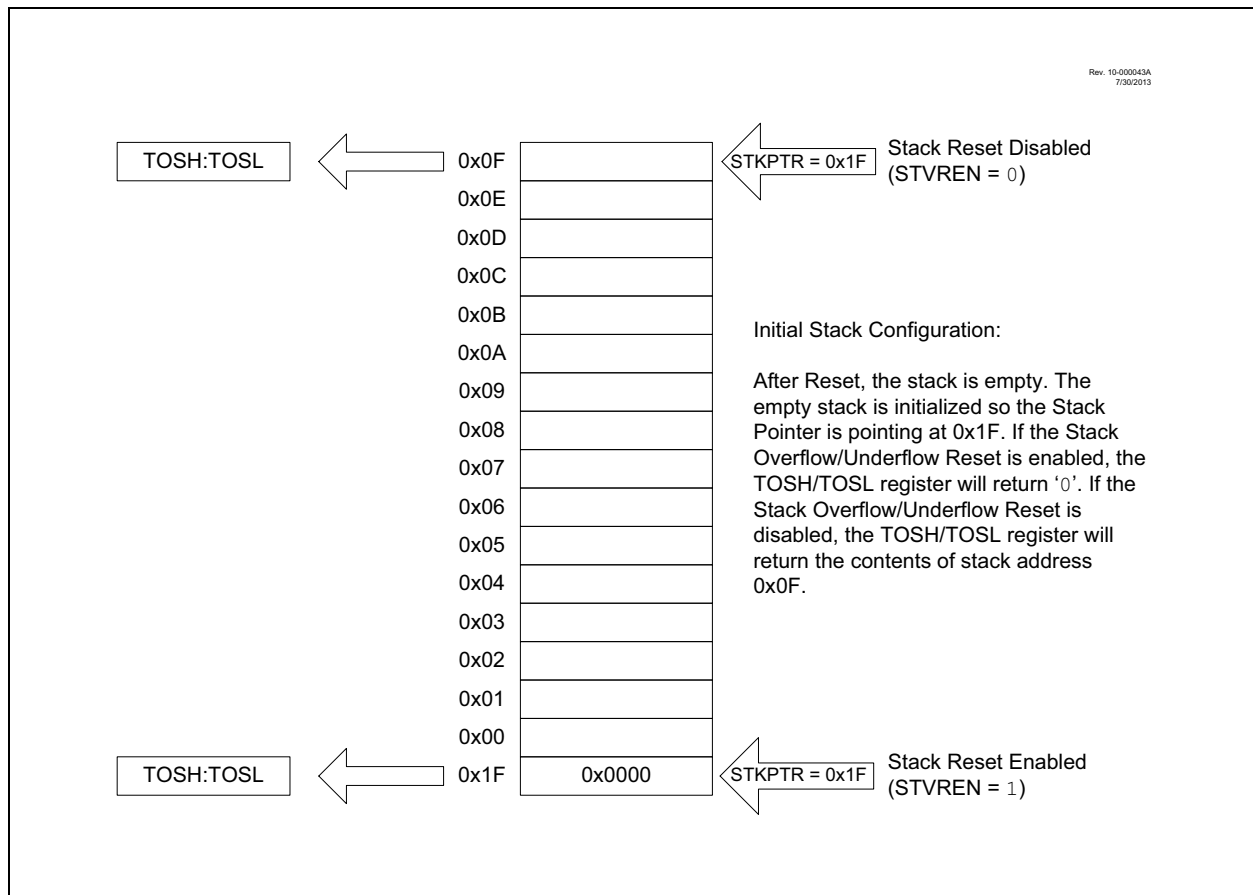 Rev. 10-000043A
7/30/2013
TOSH:TOSL
0x0F
STKPTR = 0x1F
Stack Reset Disabled
(STVREN = 0)
0x0E
0x0D
0x0C
0x0B
0x0A
0x09
0x08
0x07
0x06
0x05
0x04
0x03
0x02
0x01
0x00
Initial Stack Configuration:
After Reset, the stack is empty. The
empty stack is initialized so the Stack
Pointer is pointing at 0x1F. If the Stack
Overflow/Underflow Reset is enabled, the
TOSH/TOSL register will return ‘0’. If the
Stack Overflow/Underflow Reset is
disabled, the TOSH/TOSL register will
return the contents of stack address
0x0F.
TOSH:TOSL
0x1F
0x0000
STKPTR = 0x1F
Stack Reset Enabled
(STVREN = 1)